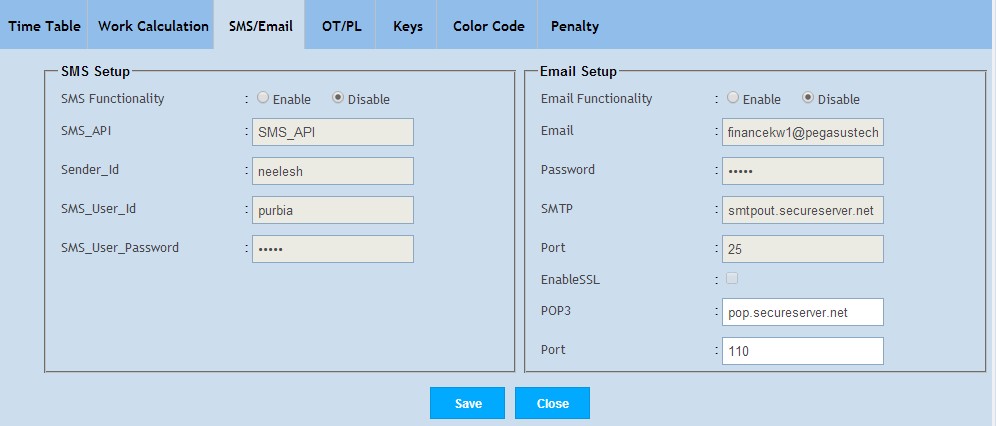 Time Table Work Calculation SMS/Email OT/PL Keys Color Code Penalty
SMS Setup
SMS Functionality : Enable Disable
SMS_API : SMS_API
Sender_Id : neelesh
SMS_User_Id : purbia
SMS_User_Password : •••••
Email Setup
Email Functionality : Enable Disable
Email : financekw1@pegasustech
Password : •••••
SMTP : smtpout.secureserver.net
Port : 25
EnableSSL :
POP3 : pop.secureserver.net
Port : 110
Save Close